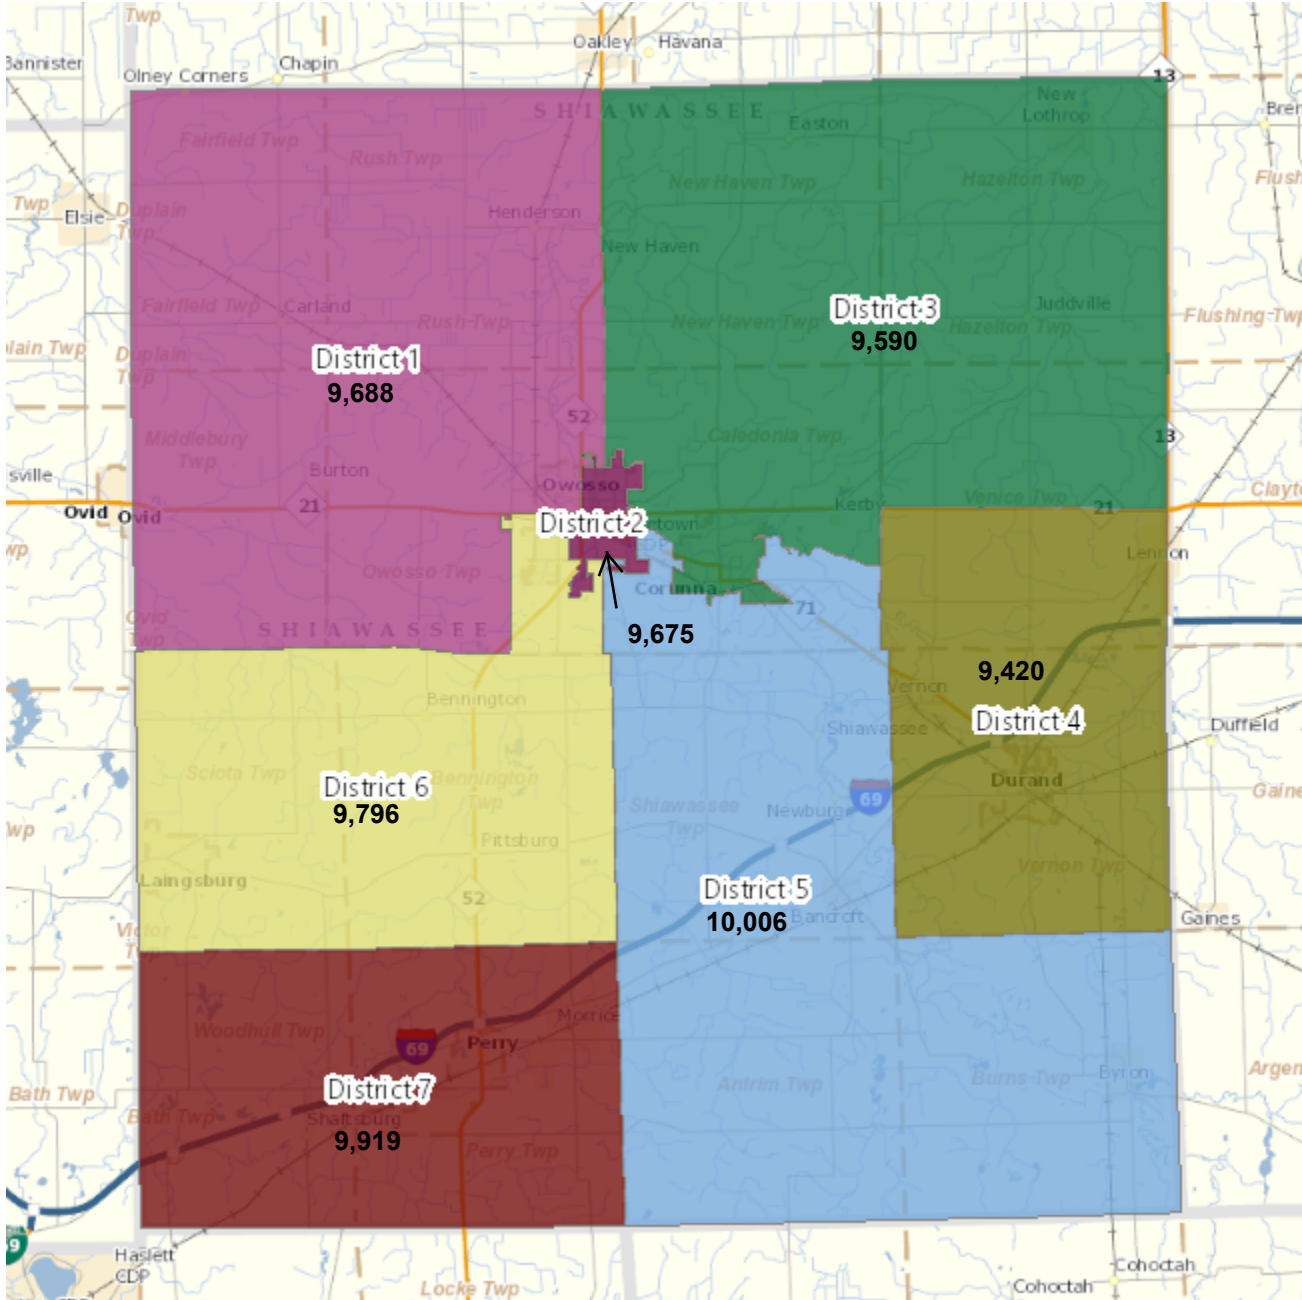 Twp
Oakley
Havana
Bannister
Chapin
Olney Corners
13
New
Lothrop
SHIAWASSEE
Easton
Fairfield Twp
Rush Twp
New Haven Twp
Hazelton Twp
Twp
Elsie
Duplain
Twp
Henderson
New Haven
Fairfield Twp
Carland
Rush Twp
New Haven Twp
District 3
9,590
Juddville
Hazelton Twp
Flushing Twp
Duplain
Twp
District 1
9,688
52
Middlebury
Twp
Caledonia Twp
13
Burton
Owosso
Ovid
Ovid
21
District 2
Kerby
Venice Twp
21
Lennon
Owosso Twp
Corunna
71
Ovid
Twp
SHIAWASSEE
9,675
9,420
Bennington
Vernon
District 4
Duffield
Shiawassee
Sciota Twp
District 6
9,796
Bennington
Twp
Durand
Shiawassee
Twp
Newburg
69
Pittsburg
Vernon Twp
Laingsburg
52
District 5
10,006
Bancroft
Gaines
Victor
Twp
Woodhull Twp
Morrice
69
Perry
District 7
Antrim Twp
Burns Twp
Byron
Bath Twp
Bath Twp
Shaftsburg
9,919
Perry Twp
Haslett
CDP
Locke Twp
Cohoctah
Cohoctah